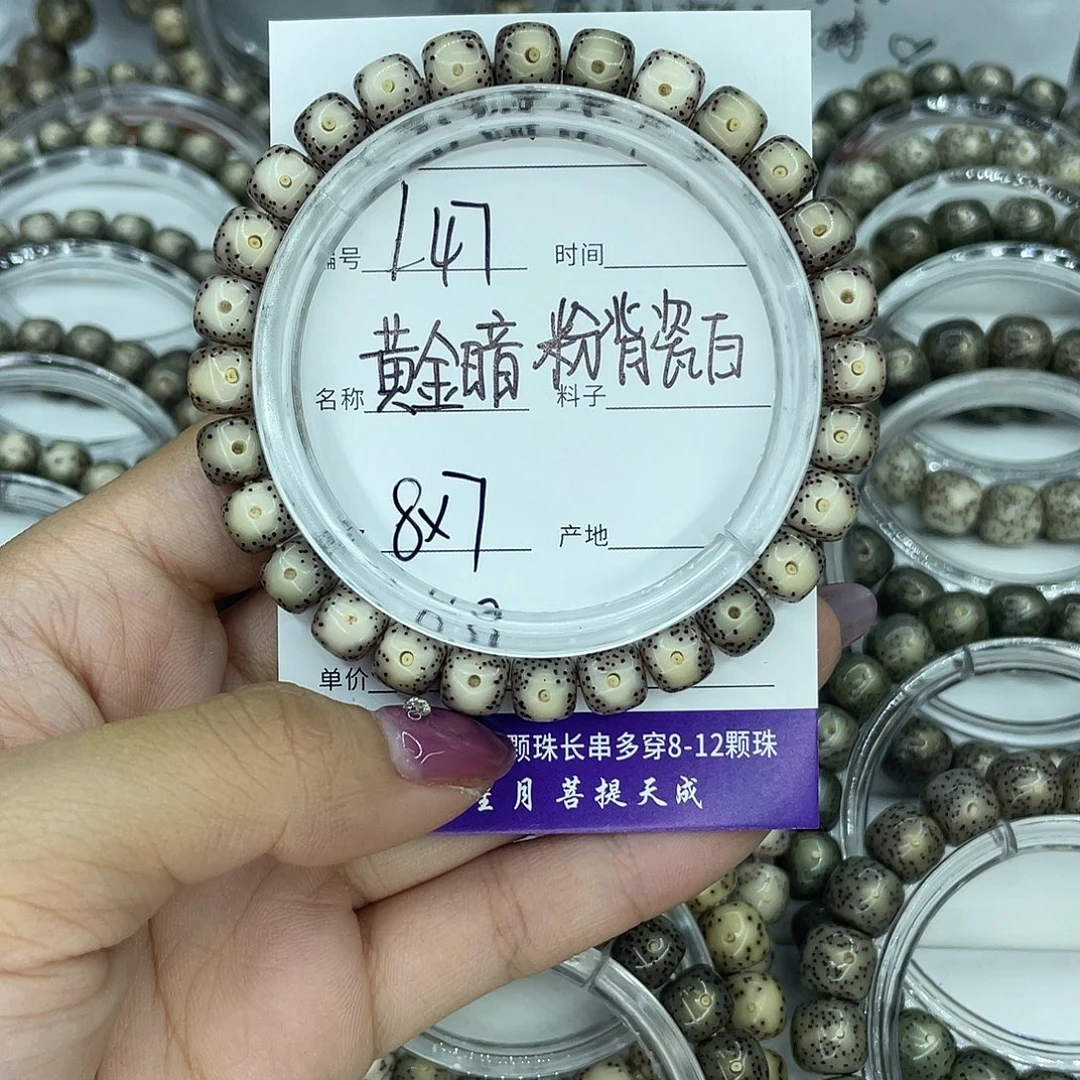 编号 L47 时间
名称 黄金暗 粉背瓷白 料子
8x7 产地
单价
颗珠长串多穿8-12颗珠
星月菩提天成